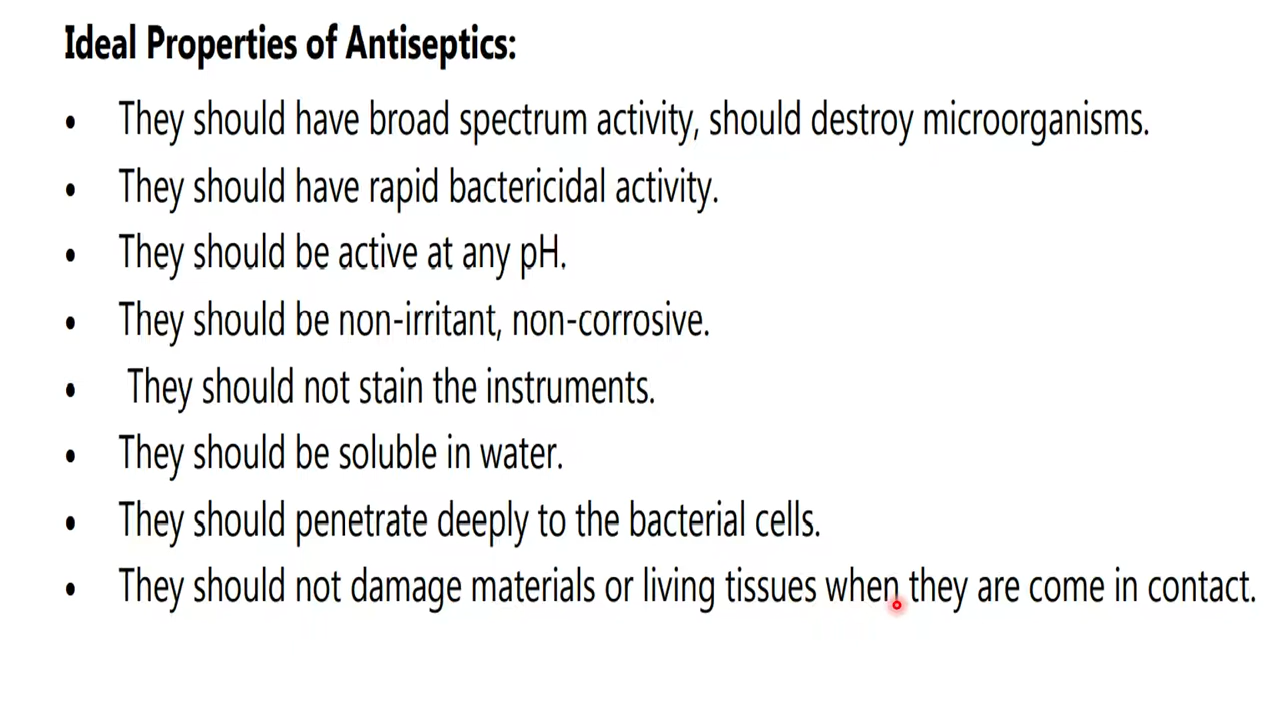 Ideal Properties of Antiseptics:
• They should have broad spectrum activity, should destroy microorganisms.
• They should have rapid bactericidal activity.
• They should be active at any pH.
• They should be non-irritant, non-corrosive.
• They should not stain the instruments.
• They should be soluble in water.
• They should penetrate deeply to the bacterial cells.
• They should not damage materials or living tissues when they are come in contact.